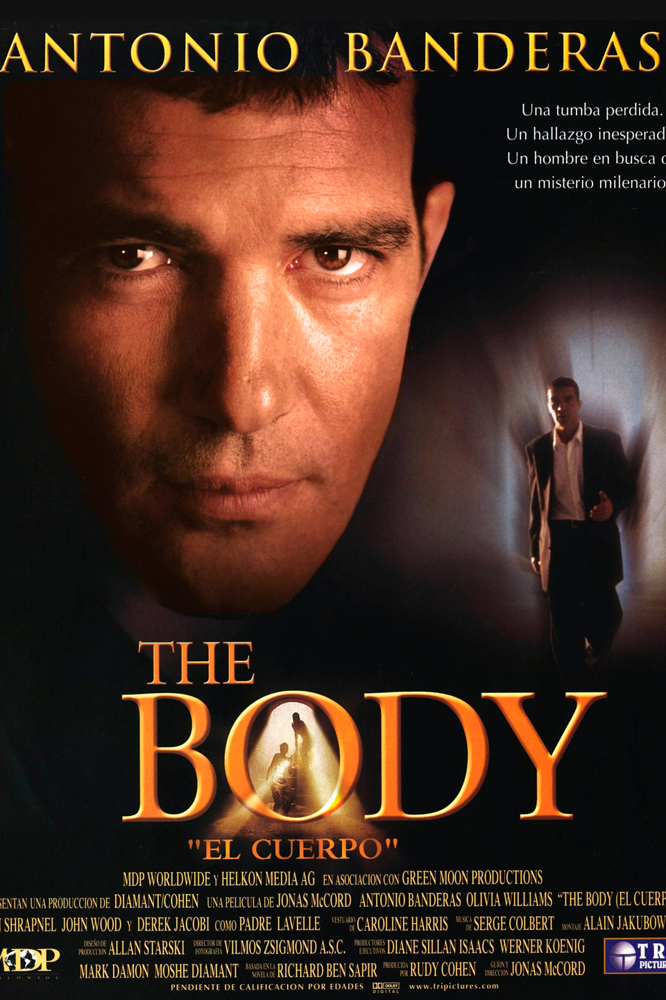 ANTONIO BANDERAS
Una tumba perdida.
Un hallazgo inesperad
Un hombre en busca
un misterio milenario
THE
BODY
"EL CUERPO"
MDP WORLDWIDE Y HELKON MEDIA AG EN ASOCIACION CON GREEN MOON PRODUCTIONS
SENTAN UNA PRODUCCION DE DIAMANT/COHEN UNA PELICULA DE JONAS McCORD ANTONIO BANDERAS OLIVIA WILLIAMS “THE BODY (EL CUERP
SHRAPNEL JOHN WOOD Y DEREK JACOBI COMO PADRE LAVELLE VESTUARIO DE CAROLINE HARRIS MUSICA DE SERGE COLBERT MONTAJE ALAIN JAKUBOW
DISEÑO DE PRODUCCION ALLAN STARSKI DIRECTOR DE FOTOGRAFIA VILMOS ZSIGMOND A.S.C. PRODUCTORES EJECUTIVOS DIANE SILLAN ISAACS WERNER KOENIG
MARK DAMON MOSHE DIAMANT BASADA EN LA NOVELA DE RICHARD BEN SAPIR PRODUCIDA POR RUDY COHEN GUION Y DIRECCION JONAS McCORD
MDP
TR
PICTUR
PENDIENTE DE CALIFICACION POR EDADES DOLBY DIGITAL www.tripictures.com